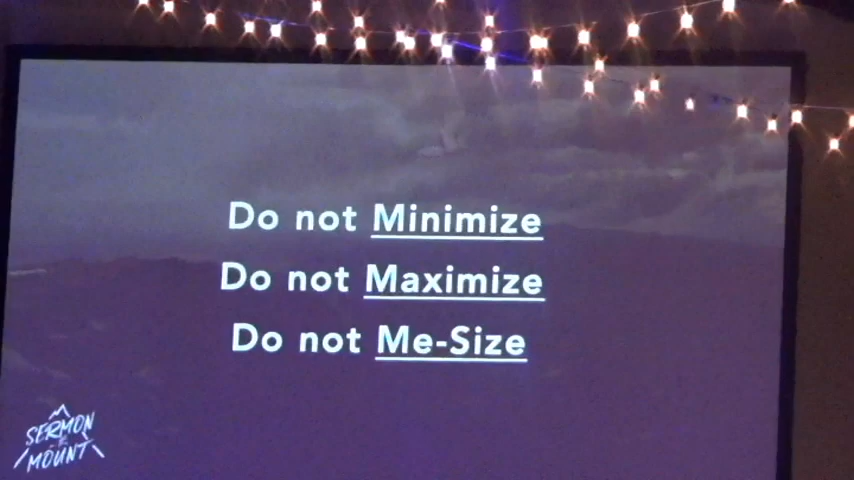 Do not Minimize
Do not Maximize
Do not Me-Size
SERMON
MOUNT